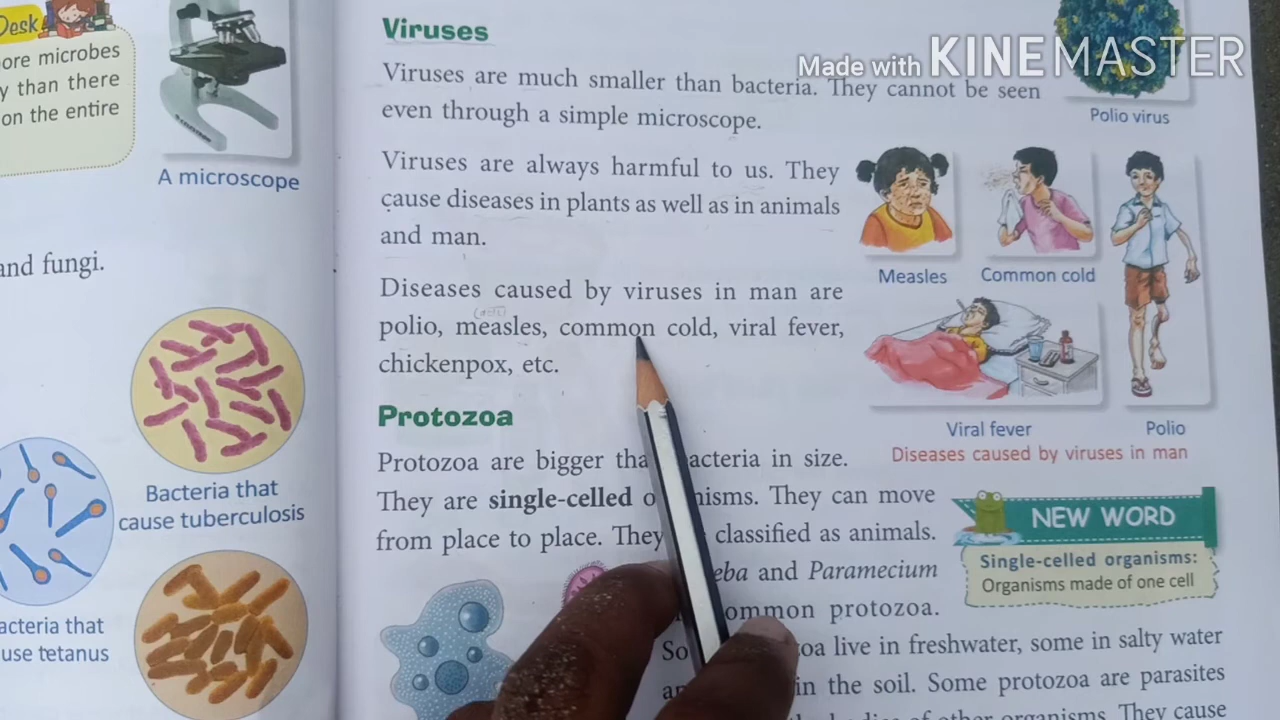 Desk
ore microbes
y than there
on the entire
A microscope
and fungi.
Bacteria that
cause tuberculosis
acteria that
use tetanus
Viruses
Viruses are much smaller than bacteria. They cannot be seen
even through a simple microscope.
Viruses are always harmful to us. They
cause diseases in plants as well as in animals
and man.
Diseases caused by viruses in man are
polio, measles, common cold, viral fever,
chickenpox, etc.
Protozoa
Protozoa are bigger tha acteria in size.
They are single-celled o nisms. They can move
from place to place. They classified as animals.
eba and Paramecium
ommon protozoa.
So oa live in freshwater, some in salty water
in the soil. Some protozoa are parasites
of other organisms. They cause
Made with KINEMASTER
Polio virus
Measles
Common cold
Viral fever
Polio
Diseases caused by viruses in man
NEW WORD
Single-celled organisms:
Organisms made of one cell